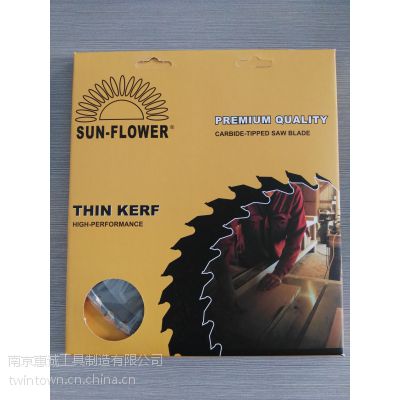 SUN-FLOWER®
PREMIUM QUALITY
CARBIDE-TIPPED SAW BLADE
THIN KERF
HIGH-PERFORMANCE
南京惠诚工具制造有限公司
twintown.cn.china.cn